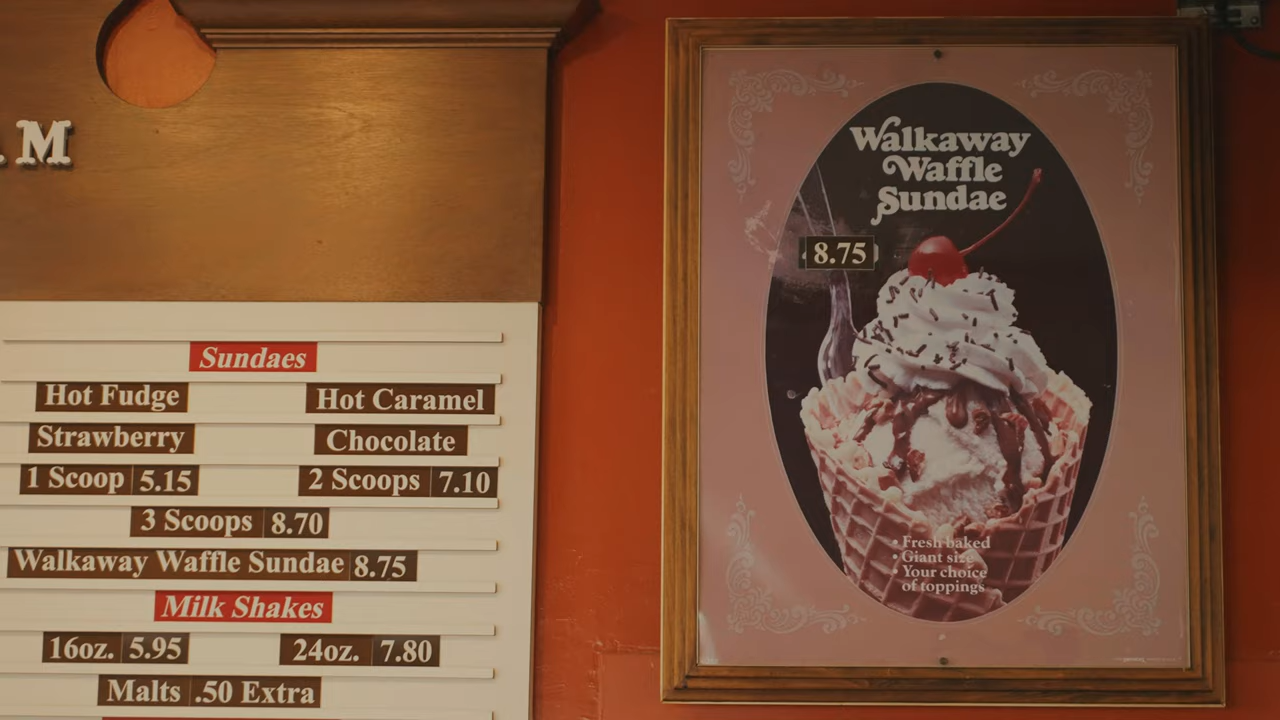 M
Sundaes
Hot Fudge Hot Caramel
Strawberry Chocolate
1 Scoop 5.15 2 Scoops 7.10
3 Scoops 8.70
Walkaway Waffle Sundae 8.75
Milk Shakes
16oz. 5.95 24oz. 7.80
Malts .50 Extra
Walkaway
Waffle
Sundae
8.75
• Fresh baked
• Giant size
• Your choice
of toppings